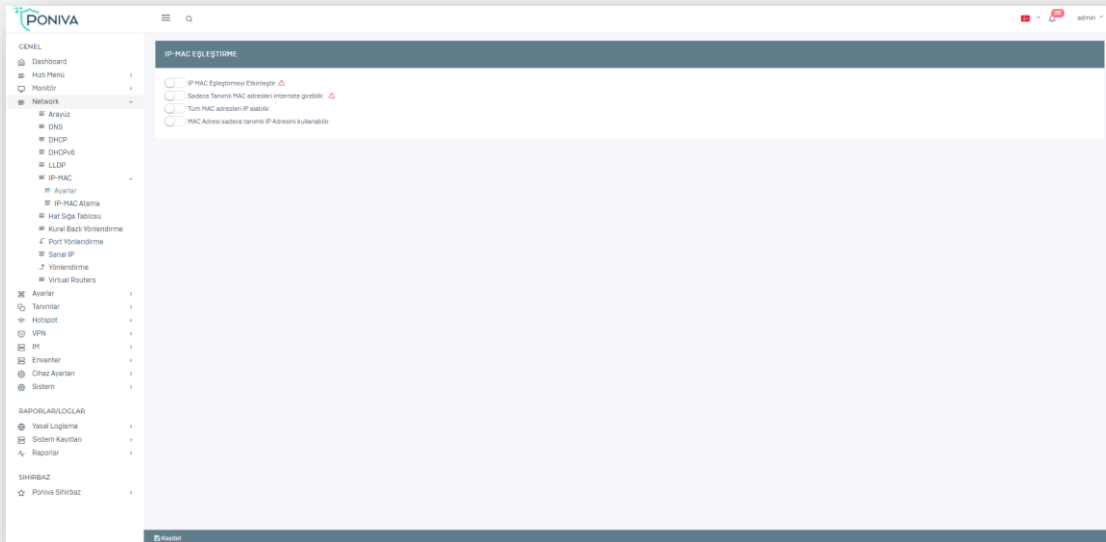 PONIVA
admin
GENEL
Dashboard
Hızlı Menü
Monitör
Network
Arayüz
DNS
DHCP
DHCPv6
LLDP
IP-MAC
Ayarlar
IP-MAC Atama
Hat Sığa Tablosu
Kural Bazlı Yönlendirme
Port Yönlendirme
Sanal IP
Yönlendirme
Virtual Routers
Ayarlar
Tanımlar
Hotspot
VPN
IM
Envanter
Cihaz Ayarları
Sistem
RAPORLAR/LOGLAR
Yasal Loglama
Sistem Kayıtları
Raporlar
SİHİRBAZ
Poniva Sihirbaz
IP-MAC EŞLEŞTİRME
IP MAC Eşleştirmeyi Etkinleştir
Sadece Tanımlı MAC adresleri internete girebilir.
Tüm MAC adresleri IP alabilir.
MAC Adresi sadece tanımlı IP Adresini kullanabilir.
Kaydet